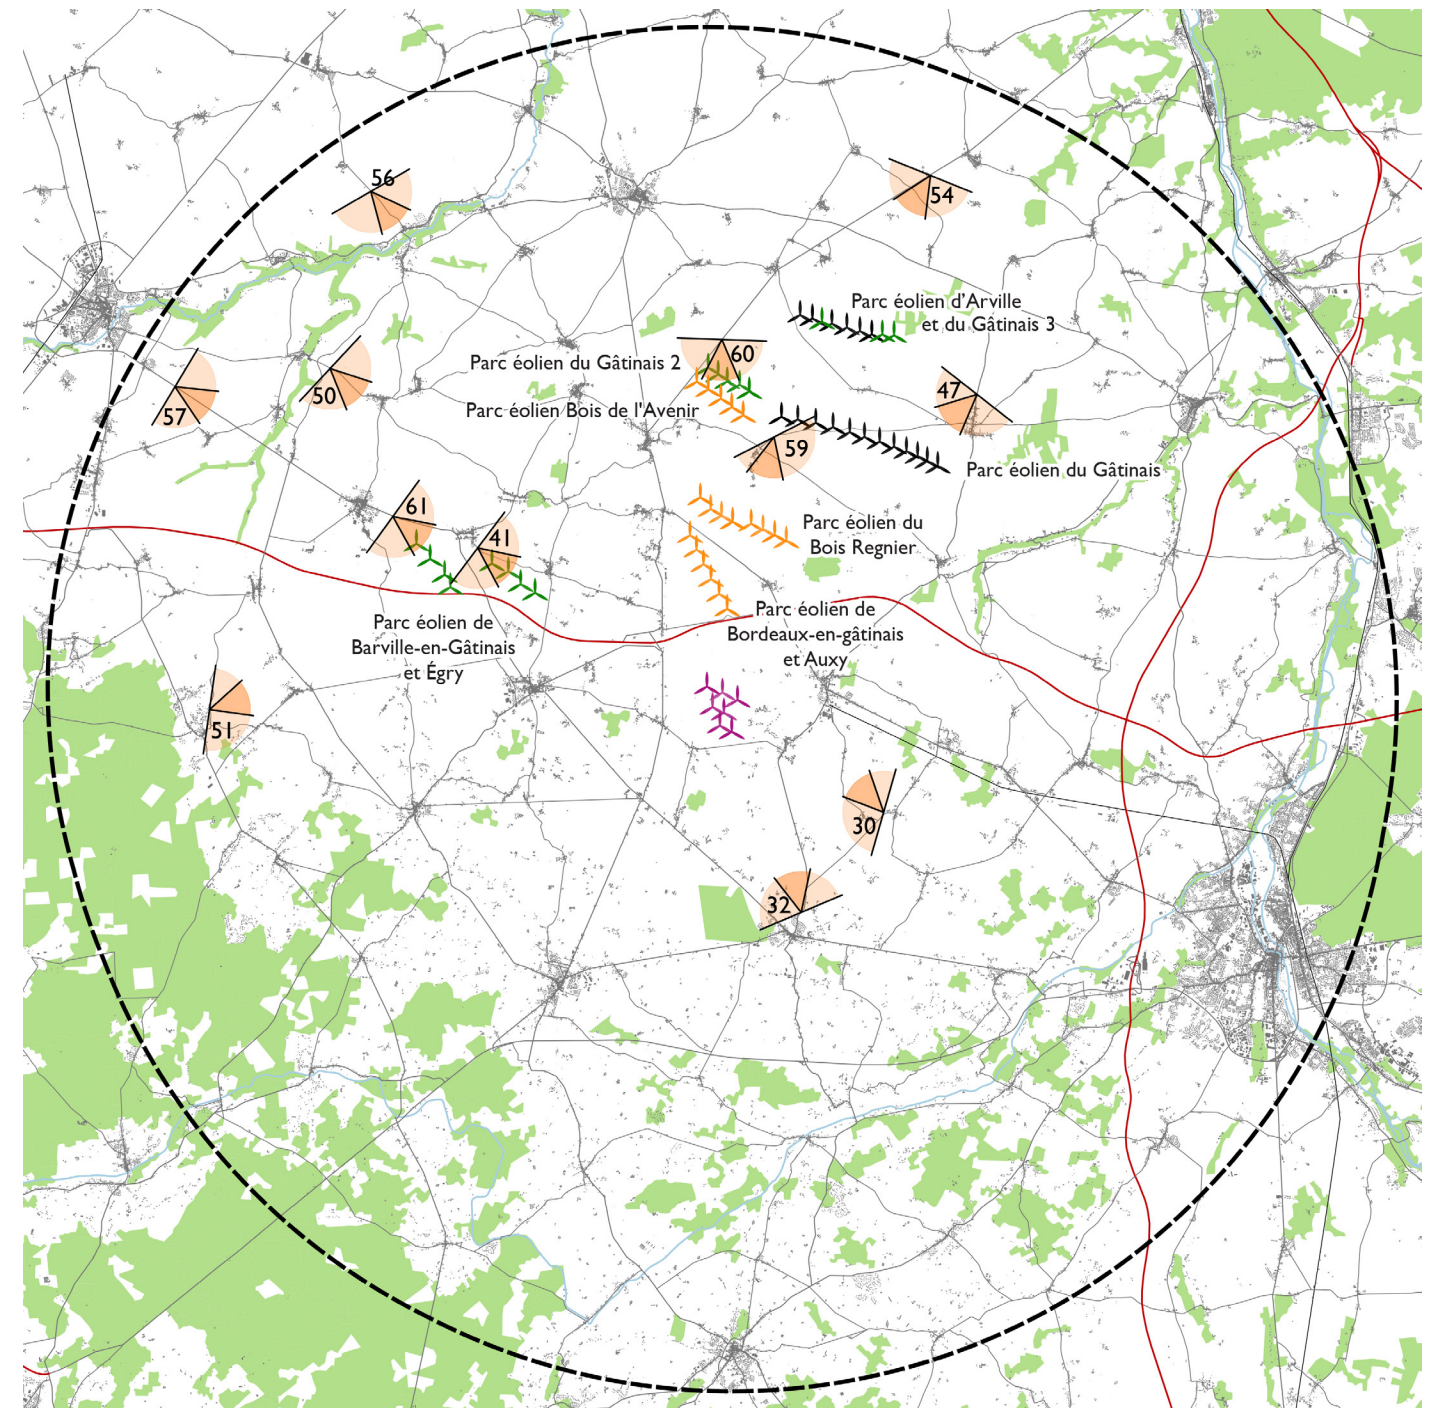 56
54
Parc éolien d'Arville
et du Gâtinais 3
60
Parc éolien du Gâtinais 2
50
47
57
Parc éolien Bois de l'Avenir
59
Parc éolien du Gâtinais
61
Parc éolien du
Bois Regnier
41
Parc éolien de
Bordeaux-en-gâtinais
et Auxy
Parc éolien de
Barville-en-Gâtinais
et Égry
51
30
32